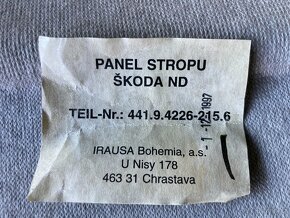 PANEL STROPU
ŠKODA ND
TEIL-Nr.: 441.9.4226-215.6
IRAUSA Bohemia, a.s.
U Nisy 178
463 31 Chrastava